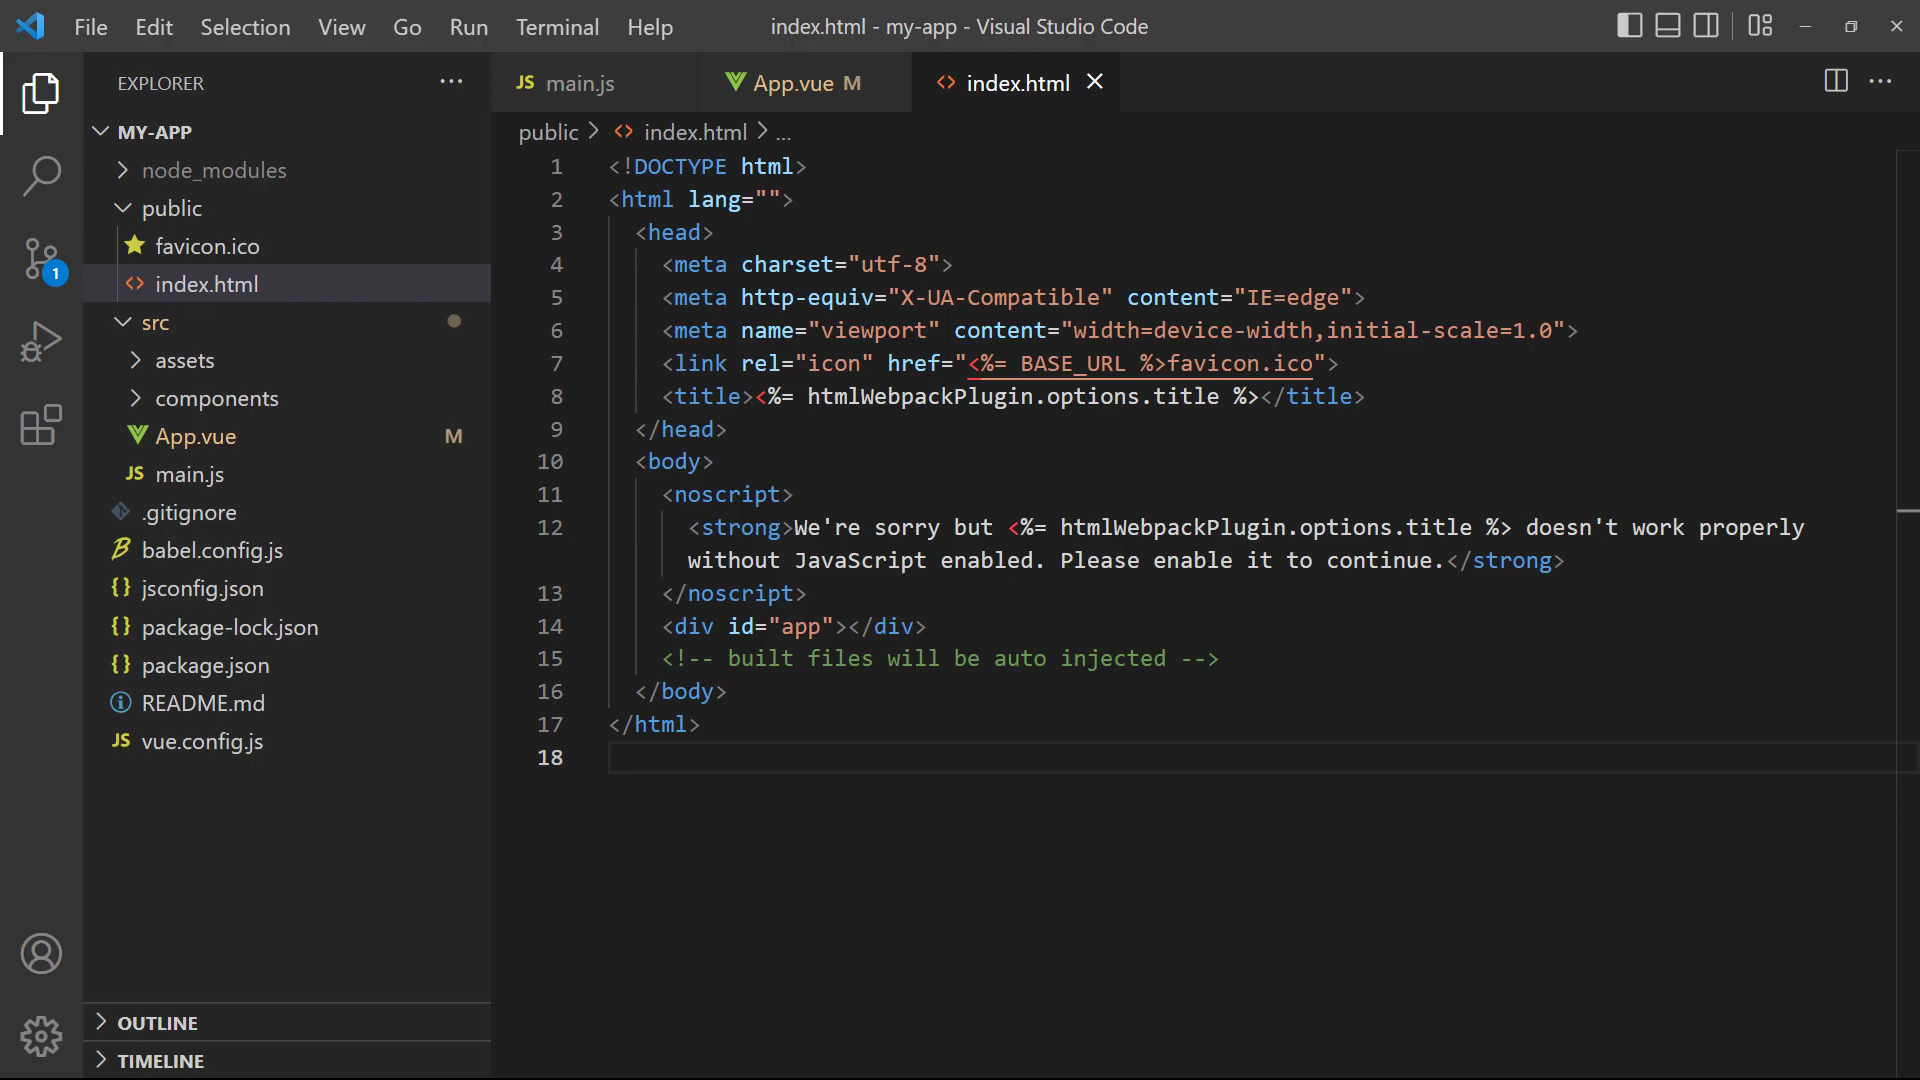 File Edit Selection View Go Run Terminal Help
index.html - my-app - Visual Studio Code
EXPLORER
MY-APP
node_modules
public
favicon.ico
index.html
src
assets
components
App.vue M
JS main.js
.gitignore
babel.config.js
{} jsconfig.json
{} package-lock.json
{} package.json
README.md
JS vue.config.js
OUTLINE
TIMELINE
1
JS main.js
App.vue M
<> index.html
public > <> index.html > ...
1 <!DOCTYPE html>
2 <html lang="">
3 <head>
4 <meta charset="utf-8">
5 <meta http-equiv="X-UA-Compatible" content="IE=edge">
6 <meta name="viewport" content="width=device-width,initial-scale=1.0">
7 <link rel="icon" href="<%= BASE_URL %>favicon.ico">
8 <title><%= htmlWebpackPlugin.options.title %></title>
9 </head>
10 <body>
11 <noscript>
12 <strong>We're sorry but <%= htmlWebpackPlugin.options.title %> doesn't work properly
without JavaScript enabled. Please enable it to continue.</strong>
13 </noscript>
14 <div id="app"></div>
15 <!-- built files will be auto injected -->
16 </body>
17 </html>
18